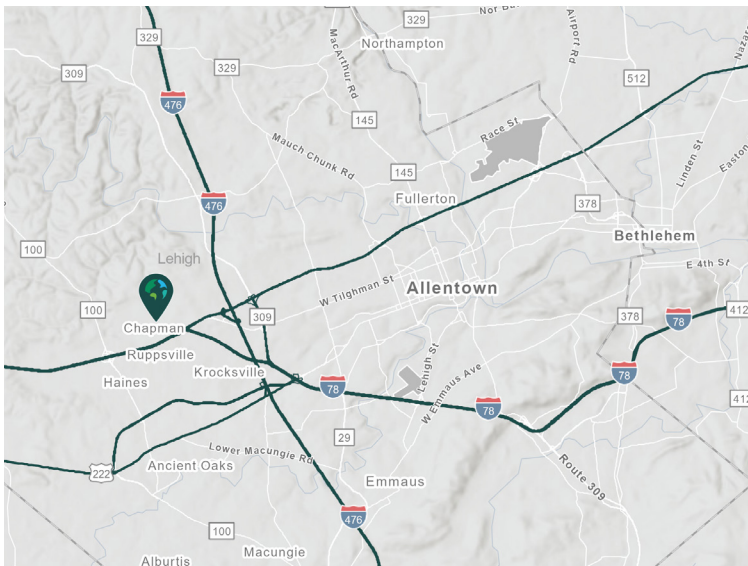 329
329
309
329
Northampton
Nor
Airport Rd
Nazar
MacArthur Rd
512
476
145
Race St
Mauch Chunk Rd
Linden St
Easton
145
476
Fullerton
378
100
Lehigh
Bethlehem
E 4th St
W Tilghman St
Allentown
100
309
378
412
Chapman
78
Ruppsville
Krocksville
Lehigh St
Haines
78
78
W Emmaus Ave
78
412
29
Lower Macungie Rd
222
Ancient Oaks
Emmaus
Route 309
476
100
Macungie
Alburtis